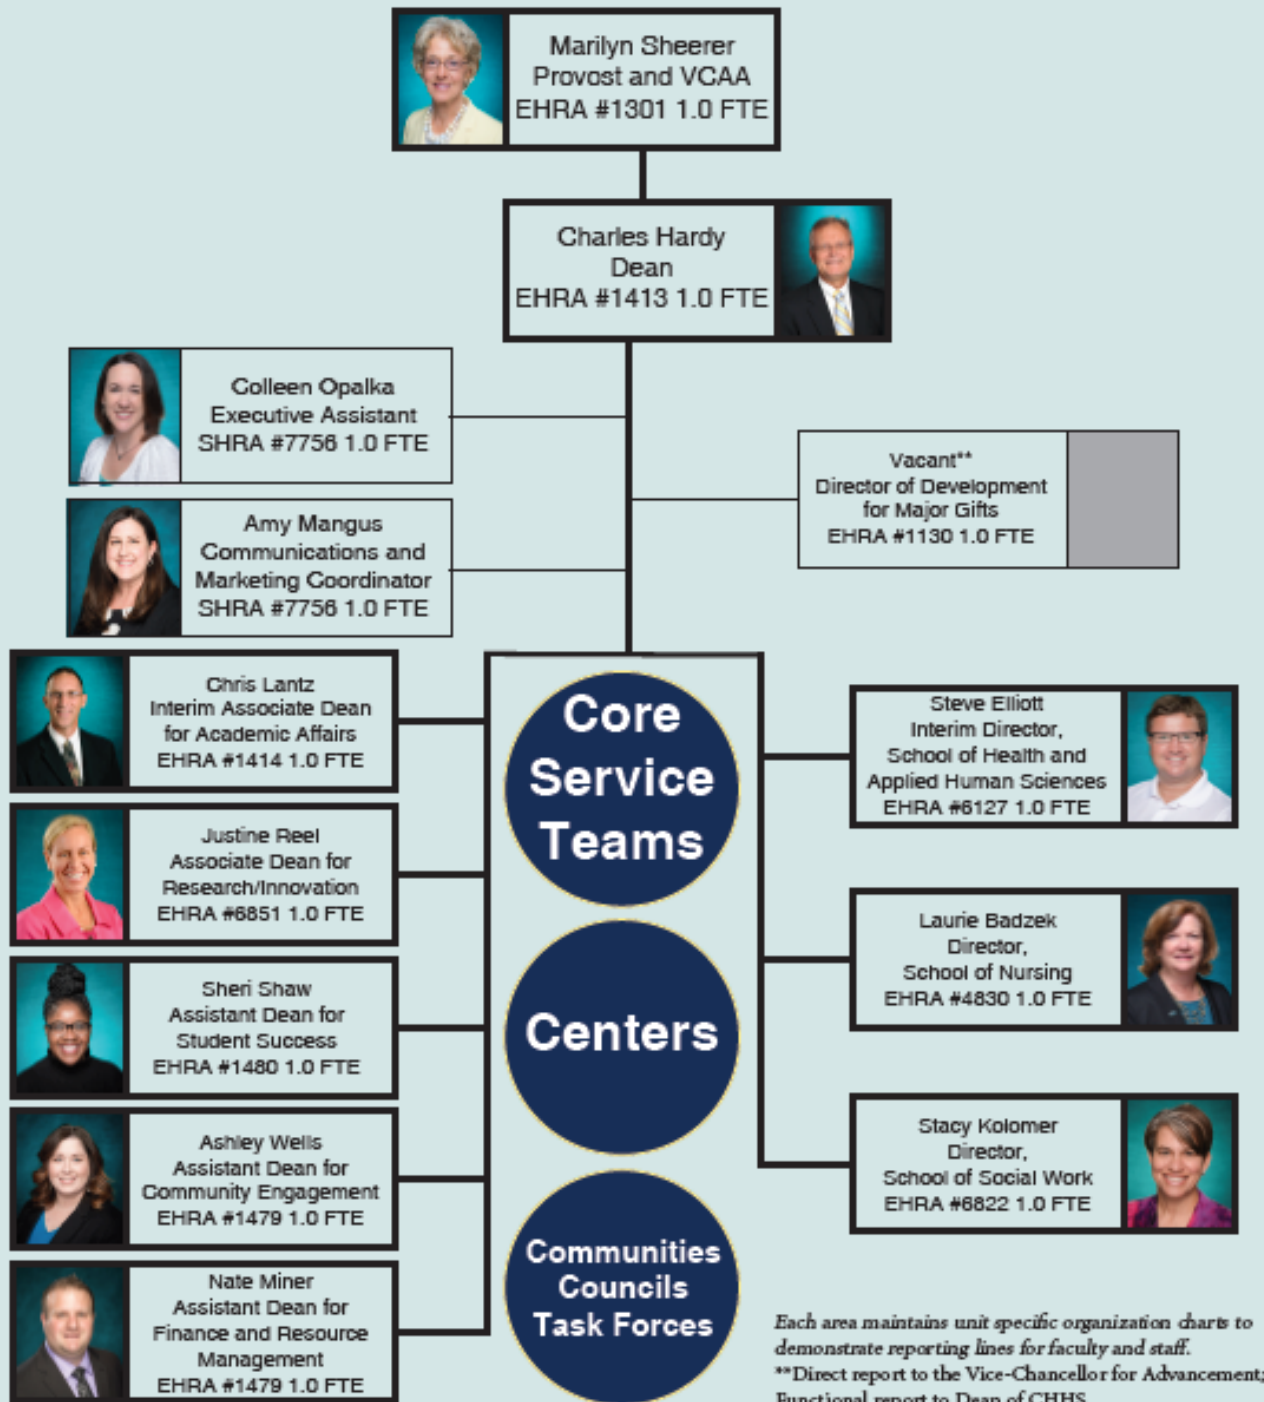 Marilyn Sheerer
Provost and VCAA
EHRA #1301 1.0 FTE
Charles Hardy
Dean
EHRA #1413 1.0 FTE
Colleen Opalka
Executive Assistant
SHRA #7756 1.0 FTE
Vacant**
Director of Development
for Major Gifts
EHRA #1130 1.0 FTE
Amy Mangus
Communications and
Marketing Coordinator
SHRA #7756 1.0 FTE
Chris Lantz
Interim Associate Dean
for Academic Affairs
EHRA #1414 1.0 FTE
Justine Reel
Associate Dean for
Research/Innovation
EHRA #6851 1.0 FTE
Sheri Shaw
Assistant Dean for
Student Success
EHRA #1480 1.0 FTE
Ashley Wells
Assistant Dean for
Community Engagement
EHRA #1479 1.0 FTE
Nate Miner
Assistant Dean for
Finance and Resource
Management
EHRA #1479 1.0 FTE
Core
Service
Teams
Centers
Communities
Councils
Task Forces
Steve Elliott
Interim Director,
School of Health and
Applied Human Sciences
EHRA #6127 1.0 FTE
Laurie Badzek
Director,
School of Nursing
EHRA #4830 1.0 FTE
Stacy Kolomer
Director,
School of Social Work
EHRA #6822 1.0 FTE
Each area maintains unit specific organization charts to
demonstrate reporting lines for faculty and staff.
**Direct report to the Vice-Chancellor for Advancement;
Functional report to Dean of CHHS